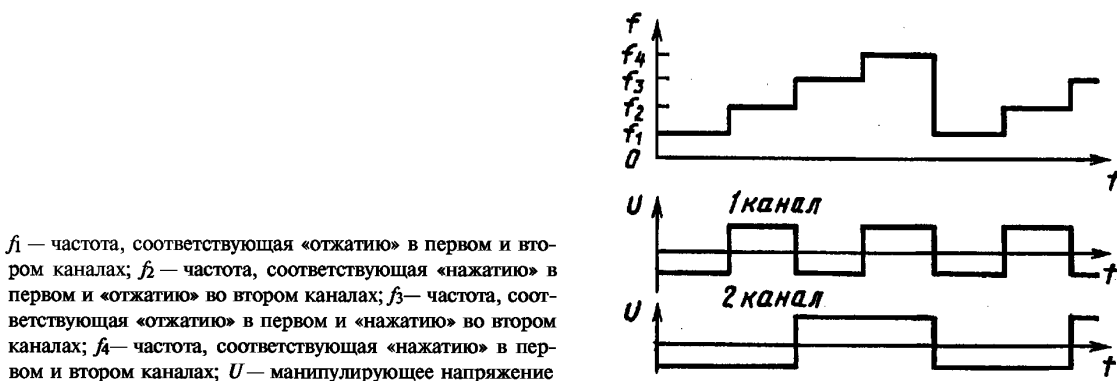 f
f4
f3
f2
f1
0
t
U
1 канал
t
U
2 канал
t
f1 — частота, соответствующая «отжатию» в первом и вто-
ром каналах; f2 — частота, соответствующая «нажатию» в
первом и «отжатию» во втором каналах; f3— частота, соот-
ветствующая «отжатию» в первом и «нажатию» во втором
каналах; f4— частота, соответствующая «нажатию» в пер-
вом и втором каналах; U — манипулирующее напряжение